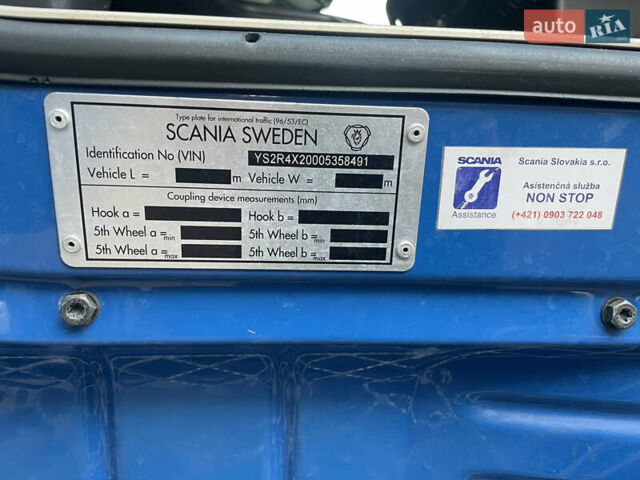 auto RIA
Type plate for international traffic (96/53/EC)
SCANIA SWEDEN
Identification No (VIN) YS2R4X20005358491
Vehicle L = m Vehicle W = m
Coupling device measurements (mm)
Hook a = Hook b =
5th Wheel a = min 5th Wheel b = min
5th Wheel a = max 5th Wheel b = max
SCANIA
Assistance
Scania Slovakia s.r.o.
Asistenčná služba
NON STOP
(+421) 0903 722 048